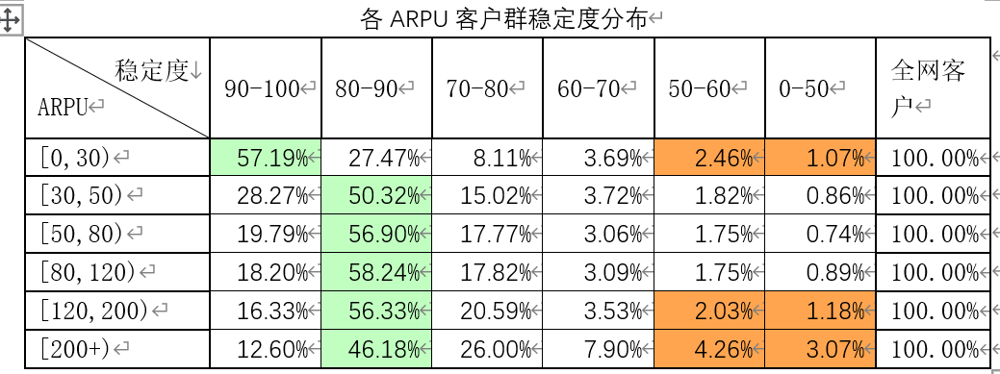 各 ARPU 客户群稳定度分布↵
稳定度↓
ARPU↵ 90-100↵ 80-90↵ 70-80↵ 60-70↵ 50-60↵ 0-50↵ 全网客户↵
[0,30)↵ 57.19%↵ 27.47%↵ 8.11%↵ 3.69%↵ 2.46%↵ 1.07%↵ 100.00%↵
[30,50)↵ 28.27%↵ 50.32%↵ 15.02%↵ 3.72%↵ 1.82%↵ 0.86%↵ 100.00%↵
[50,80)↵ 19.79%↵ 56.90%↵ 17.77%↵ 3.06%↵ 1.75%↵ 0.74%↵ 100.00%↵
[80,120)↵ 18.20%↵ 58.24%↵ 17.82%↵ 3.09%↵ 1.75%↵ 0.89%↵ 100.00%↵
[120,200)↵ 16.33%↵ 56.33%↵ 20.59%↵ 3.53%↵ 2.03%↵ 1.18%↵ 100.00%↵
[200+)↵ 12.60%↵ 46.18%↵ 26.00%↵ 7.90%↵ 4.26%↵ 3.07%↵ 100.00%↵